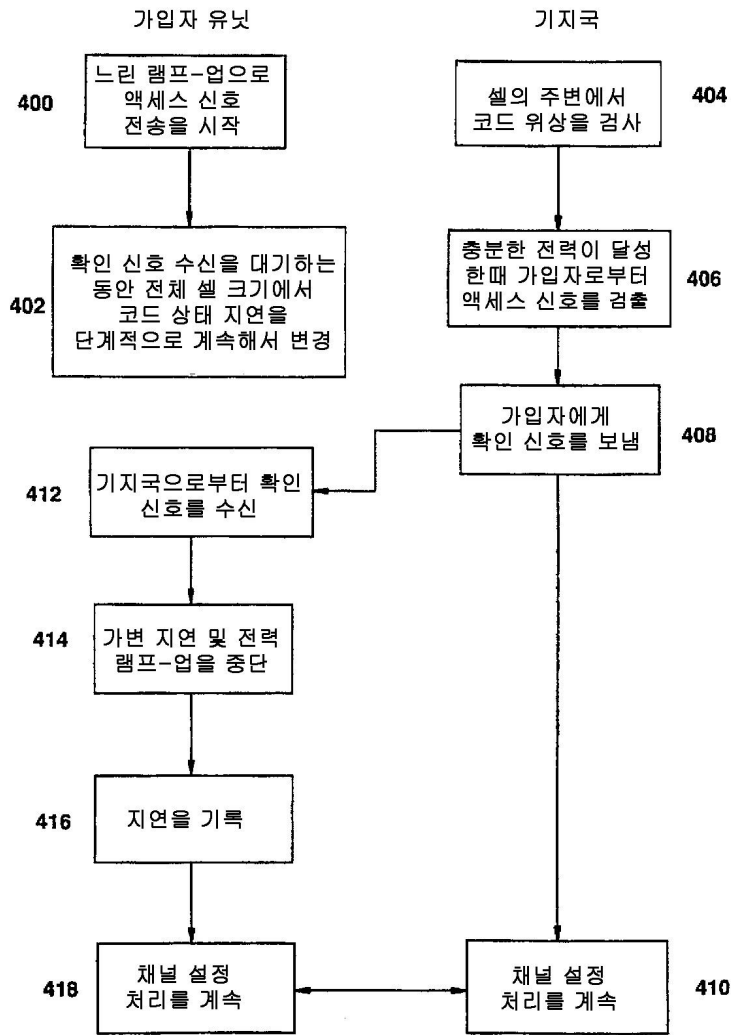 가입자 유닛
기지국
400
느린 램프-업으로
액세스 신호
전송을 시작
404
셀의 주변에서
코드 위상을 검사
402
확인 신호 수신을 대기하는
동안 전체 셀 크기에서
코드 상태 지연을
단계적으로 계속해서 변경
406
충분한 전력이 달성
한때 가입자로부터
액세스 신호를 검출
408
가입자에게
확인 신호를 보냄
412
기지국으로부터 확인
신호를 수신
414
가변 지연 및 전력
램프-업을 중단
416
지연을 기록
418
채널 설정
처리를 계속
410
채널 설정
처리를 계속